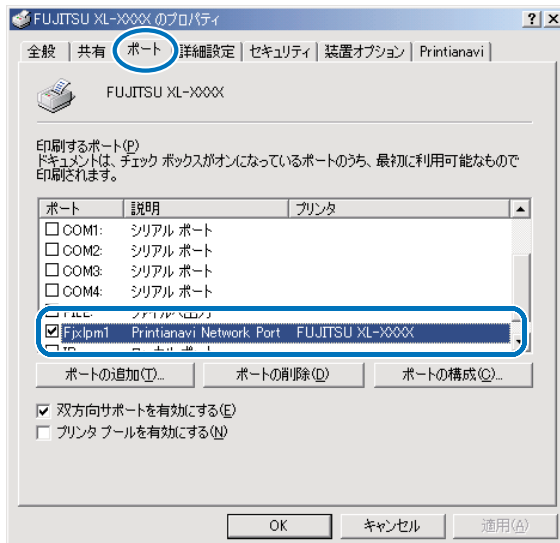 FUJITSU XL-XXXX のプロパティ
全般 共有 ポート 詳細設定 セキュリティ 装置オプション Printianavi
FUJITSU XL-XXXX
印刷するポート(P)
ドキュメントは、チェック ボックスがオンになっているポートのうち、最初に利用可能なもので
印刷されます。
ポート 説明 プリンタ
COM1: シリアル ポート
COM2: シリアル ポート
COM3: シリアル ポート
COM4: シリアル ポート
FILE: ファイルへ出力
Fjxlpm1 Printianavi Network Port FUJITSU XL-XXXX
ポートの追加(T)... ポートの削除(D) ポートの構成(C)...
双方向サポートを有効にする(E)
プリンタ プールを有効にする(N)
OK キャンセル 適用(A)